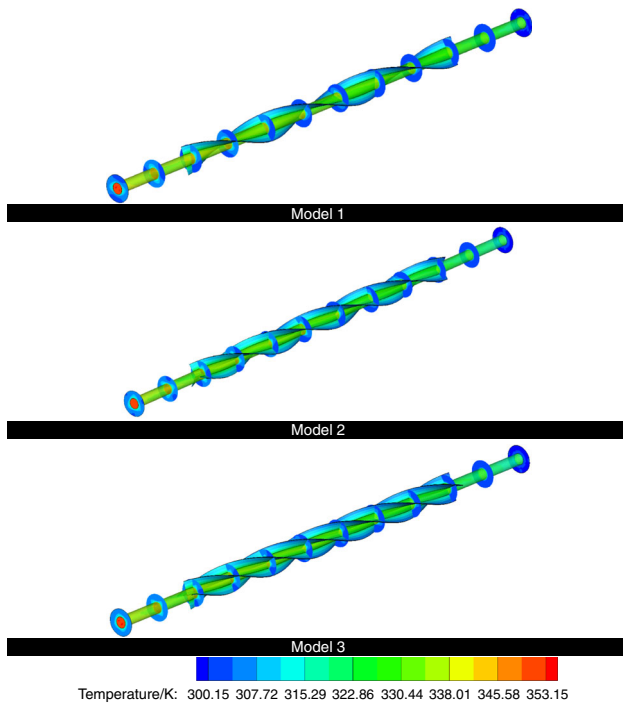 Model 1
Model 2
Model 3
Temperature/K: 300.15 307.72 315.29 322.86 330.44 338.01 345.58 353.15